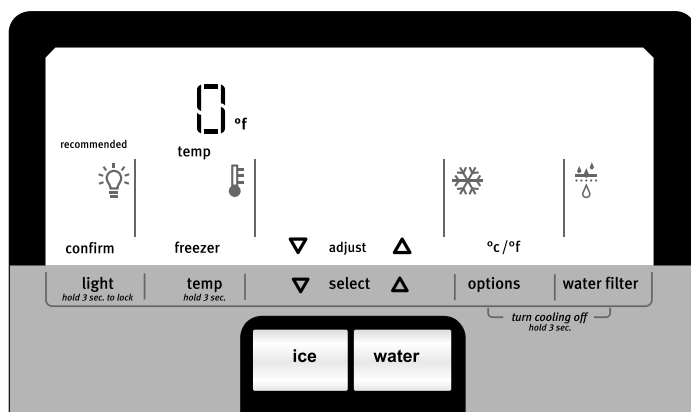 0 °f
recommended
temp
confirm freezer ▽ adjust △ °c/°f
light temp ▽ select △ options water filter
hold 3 sec. to lock hold 3 sec.
turn cooling off
hold 3 sec.
ice water